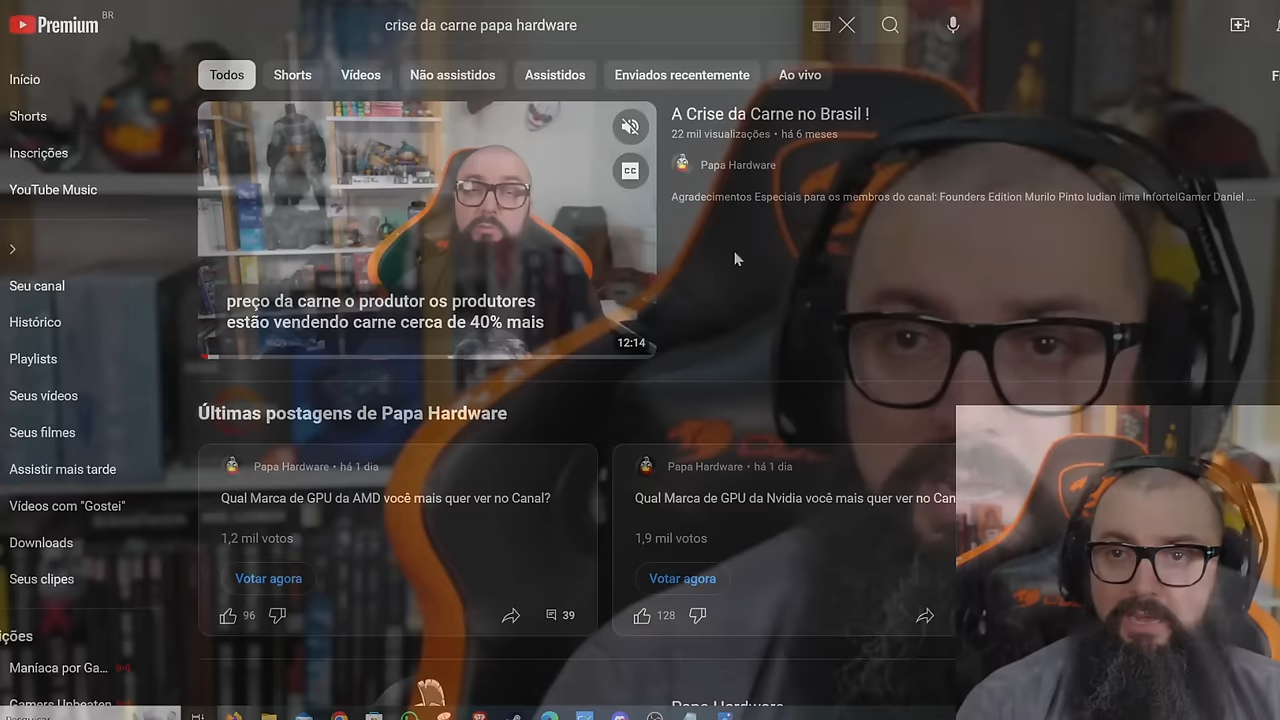 Premium BR
crise da carne papa hardware
Início
Shorts
Inscrições
YouTube Music
Seu canal
Histórico
Playlists
Seus vídeos
Seus filmes
Assistir mais tarde
Vídeos com "Gostei"
Downloads
Seus clipes
ições
Maníaca por Ga...
Gamers Unbeaten
Todos
Shorts
Vídeos
Não assistidos
Assistidos
Enviados recentemente
Ao vivo
CC
preço da carne o produtor os produtores
estão vendendo carne cerca de 40% mais
12:14
A Crise da Carne no Brasil !
22 mil visualizações • há 6 meses
Papa Hardware
Agradecimentos Especiais para os membros do canal: Founders Edition Murilo Pinto ludian lima InfortelGamer Daniel ...
Últimas postagens de Papa Hardware
Papa Hardware • há 1 dia
Qual Marca de GPU da AMD você mais quer ver no Canal?
1,2 mil votos
Votar agora
96
39
Papa Hardware • há 1 dia
Qual Marca de GPU da Nvidia você mais quer ver no Can
1,9 mil votos
Votar agora
128
Papa Hardware